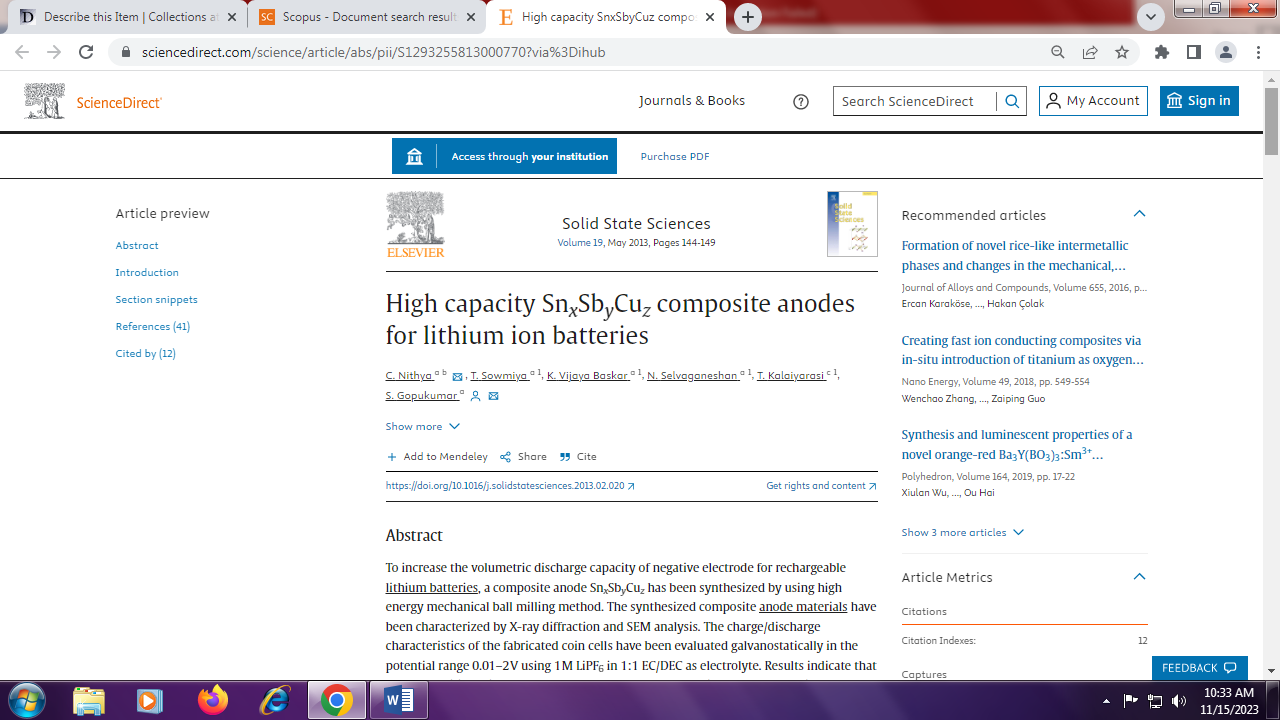 Describe this Item | Collections at
Scopus - Document search result
High capacity SnxSbyCuz compo
sciencedirect.com/science/article/abs/pii/S1293255813000770?via%3Dihub
ScienceDirect
Journals & Books
Search ScienceDirect
My Account
Sign in
Access through your institution
Purchase PDF
Article preview
Abstract
Introduction
Section snippets
References (41)
Cited by (12)
ELSEVIER
Solid State Sciences
Volume 19, May 2013, Pages 144-149
Solid
State
Sciences
High capacity SnxSbyCuz composite anodes
for lithium ion batteries
C. Nithya a b, T. Sowmiya a 1, K. Vijaya Baskar a 1, N. Selvaganeshan a 1, T. Kalaiyarasi c 1,
S. Gopukumar a
Show more
Add to Mendeley
Share
Cite
https://doi.org/10.1016/j.solidstatesciences.2013.02.020
Get rights and content
Abstract
To increase the volumetric discharge capacity of negative electrode for rechargeable
lithium batteries, a composite anode SnxSbyCuz has been synthesized by using high
energy mechanical ball milling method. The synthesized composite anode materials have
been characterized by X-ray diffraction and SEM analysis. The charge/discharge
characteristics of the fabricated coin cells have been evaluated galvanostatically in the
potential range 0.01–2 V using 1 M LiPF6 in 1:1 EC/DEC as electrolyte. Results indicate that
Recommended articles
Formation of novel rice-like intermetallic
phases and changes in the mechanical,...
Journal of Alloys and Compounds, Volume 655, 2016, p...
Ercan Karaköse, ..., Hakan Çolak
Creating fast ion conducting composites via
in-situ introduction of titanium as oxygen...
Nano Energy, Volume 49, 2018, pp. 549-554
Wenchao Zhang, ..., Zaiping Guo
Synthesis and luminescent properties of a
novel orange-red Ba3Y(BO3)3:Sm3+...
Polyhedron, Volume 164, 2019, pp. 17-22
Xiulan Wu, ..., Ou Hai
Show 3 more articles
Article Metrics
Citations
Citation Indexes: 12
Captures
FEEDBACK
10:33 AM
11/15/2023